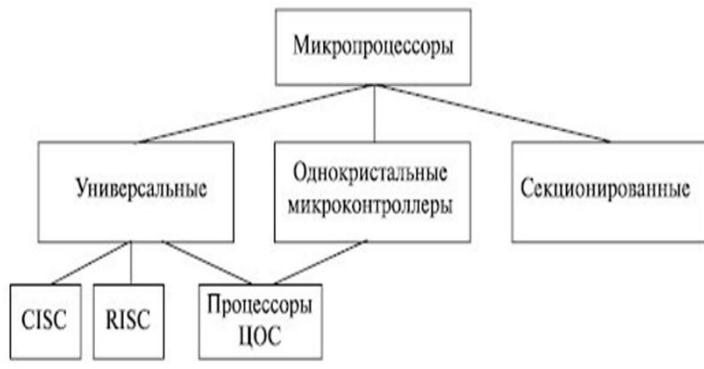 Микропроцессоры
Универсальные
Однокристальные
микроконтроллеры
Секционированные
CISC
RISC
Процессоры
ЦОС